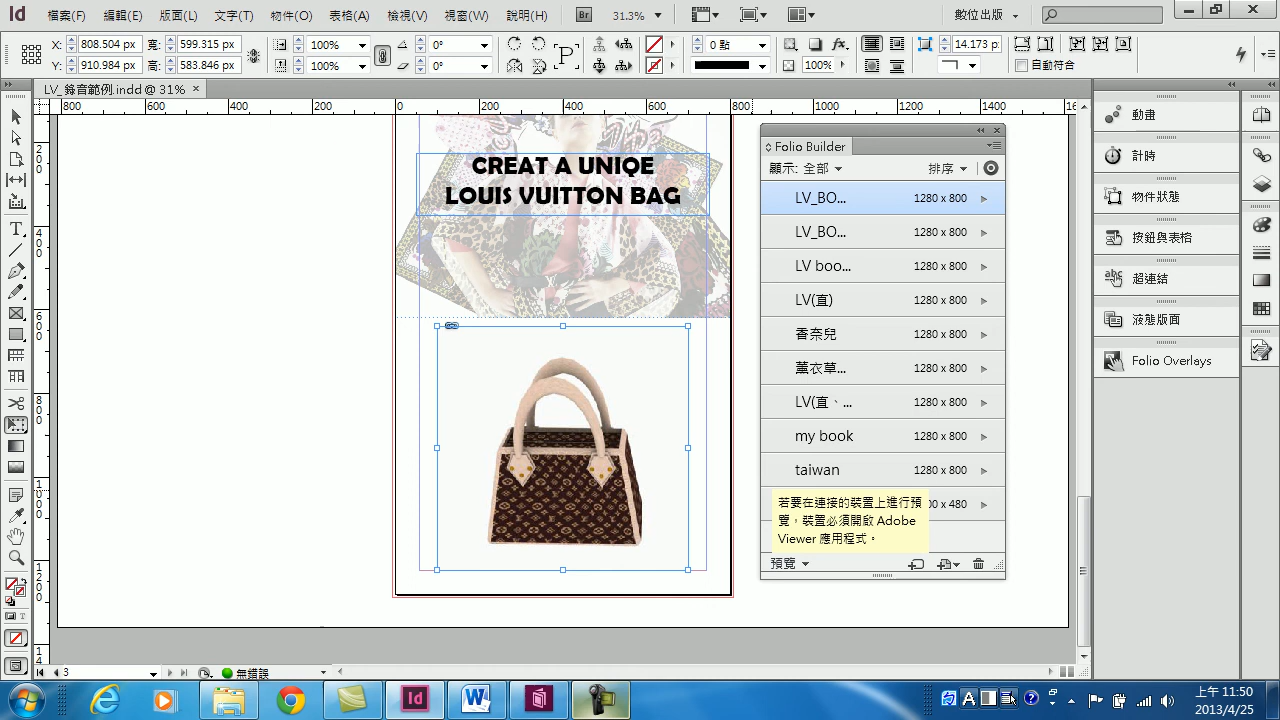 Id 檔案(F) 編輯(E) 版面(L) 文字(T) 物件(O) 表格(A) 檢視(V) 視窗(W) 說明(H) Br 31.3% 數位出版
X: 808.504 px 寬: 599.315 px 100% 0° 0 點 14.173 p
Y: 910.984 px 高: 583.846 px 100% 0° 100% 自動符合
LV_錄音範例.indd @ 31% ×
800 600 400 200 0 200 400 600 800 1000 1200 1400
200
400
600
800
1000
1200
14
CREAT A UNIQE
LOUIS VUITTON BAG
Folio Builder
顯示: 全部 排序
LV_BO... 1280 x 800
LV_BO... 1280 x 800
LV boo... 1280 x 800
LV(直) 1280 x 800
香奈兒 1280 x 800
薰衣草... 1280 x 800
LV(直、... 1280 x 800
my book 1280 x 800
taiwan 1280 x 800
00 x 480
若要在連接的裝置上進行預
覽，裝置必須開啟 Adobe
Viewer 應用程式。
預覽
動畫
計時
物件狀態
按鈕與表格
超連結
液態版面
Folio Overlays
3 無錯誤
上午 11:50
2013/4/25